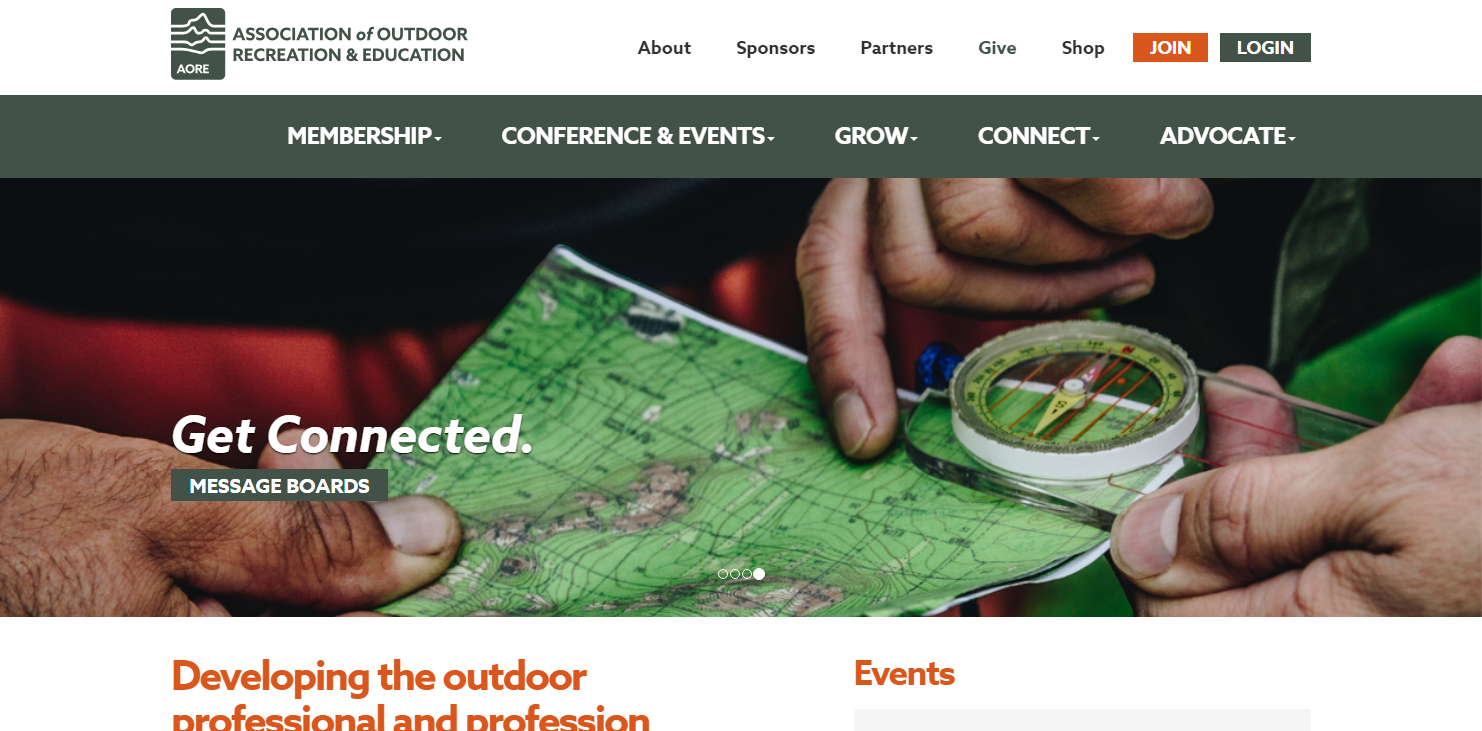 ASSOCIATION of OUTDOOR
RECREATION & EDUCATION
AORE
About Sponsors Partners Give Shop JOIN LOGIN
MEMBERSHIP CONFERENCE & EVENTS GROW CONNECT ADVOCATE
Get Connected.
MESSAGE BOARDS
Developing the outdoor
professional and profession
Events